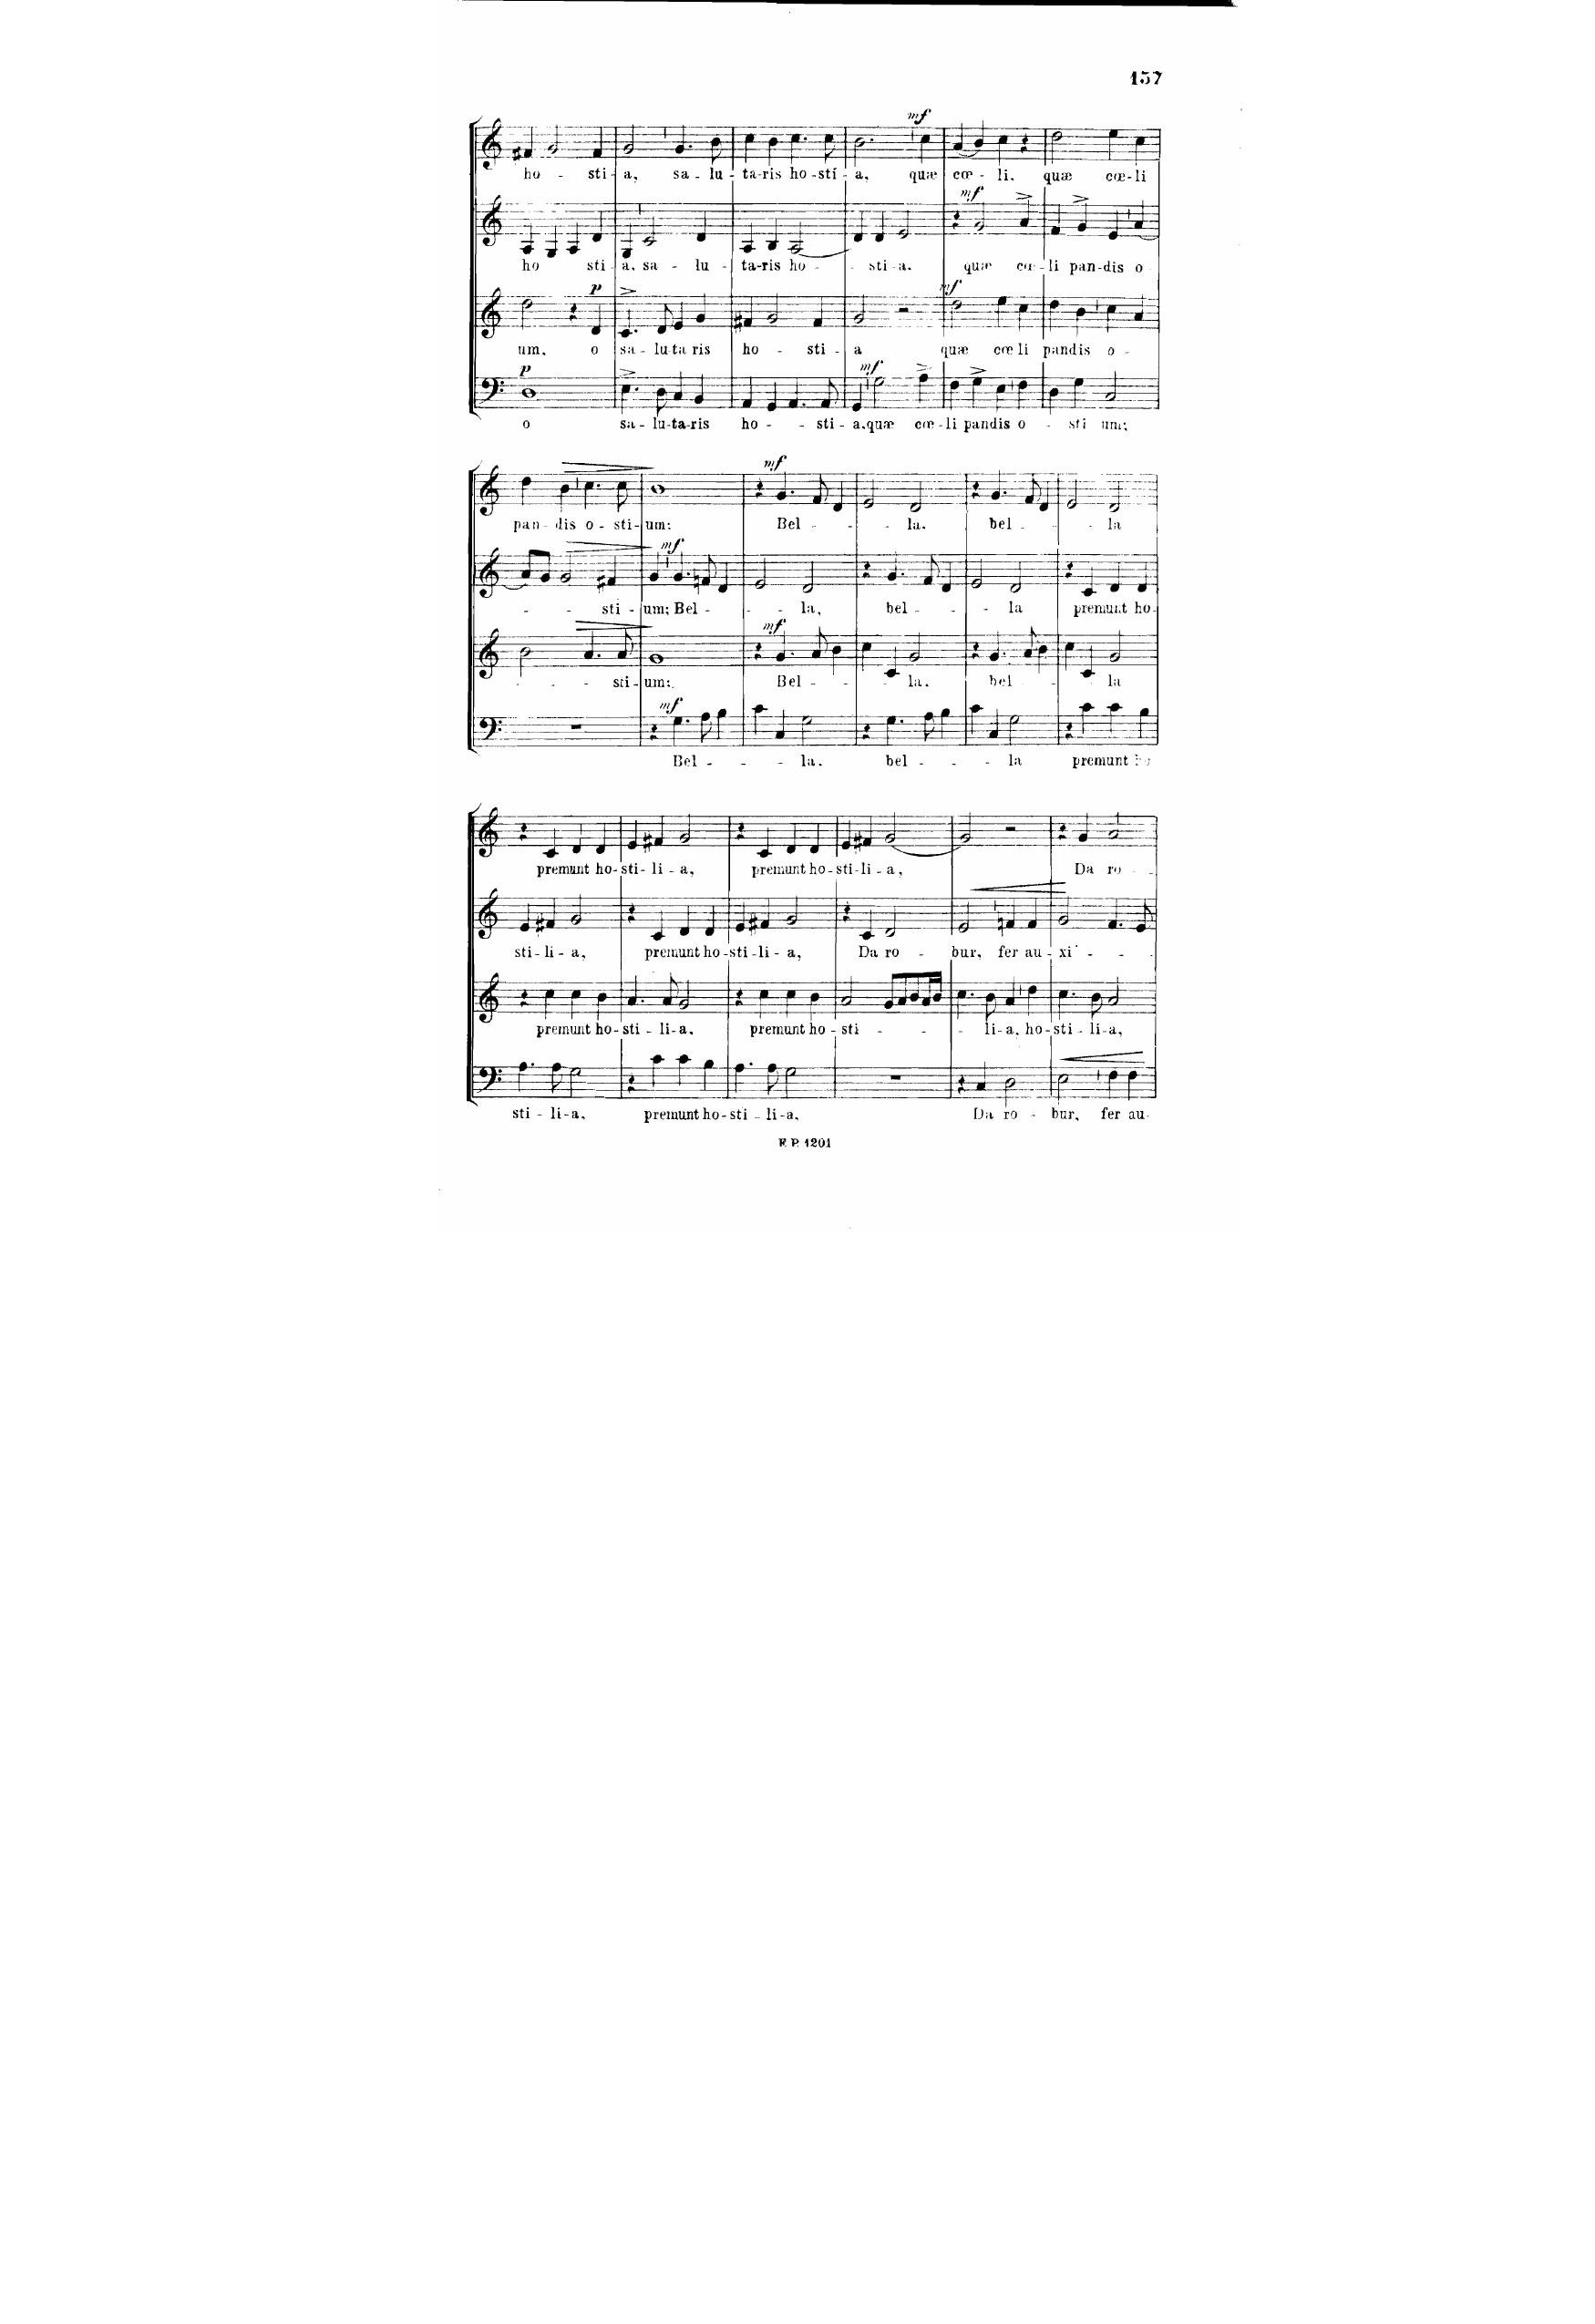 157
mf
ho - sti - a, sa - lu - ta-ris ho-sti - a, quæ cœ - li. quæ cœ-li
mf
ho sti - a, sa - lu - ta-ris ho - sti - a. quæ cœ - li pan-dis o
p mf
um. o sa - lu-ta ris ho - sti - a quæ cœ li pandis o -
p mf
o sa - lu-ta-ris ho - sti - a. quæ cœ - li pandis o - sti um;
mf
pan - dis o - sti - um: Bel - la. bel - la
mf
sti - um; Bel - la, bel - la premunt ho-
mf
sti - um: Bel - la. bel - la
mf
Bel - la. bel - la premunt
premunt ho-sti - li - a, premunt ho-sti-li - a, Da ro -
sti - li - a, premunt ho-sti - li - a, Da ro - bur, fer au - xi -
premunt ho-sti - li-a. premunt ho-sti - li-a, ho-sti - li-a,
sti - li-a. premunt ho-sti - li-a. Da ro - bur, fer au-
F. P. 1201